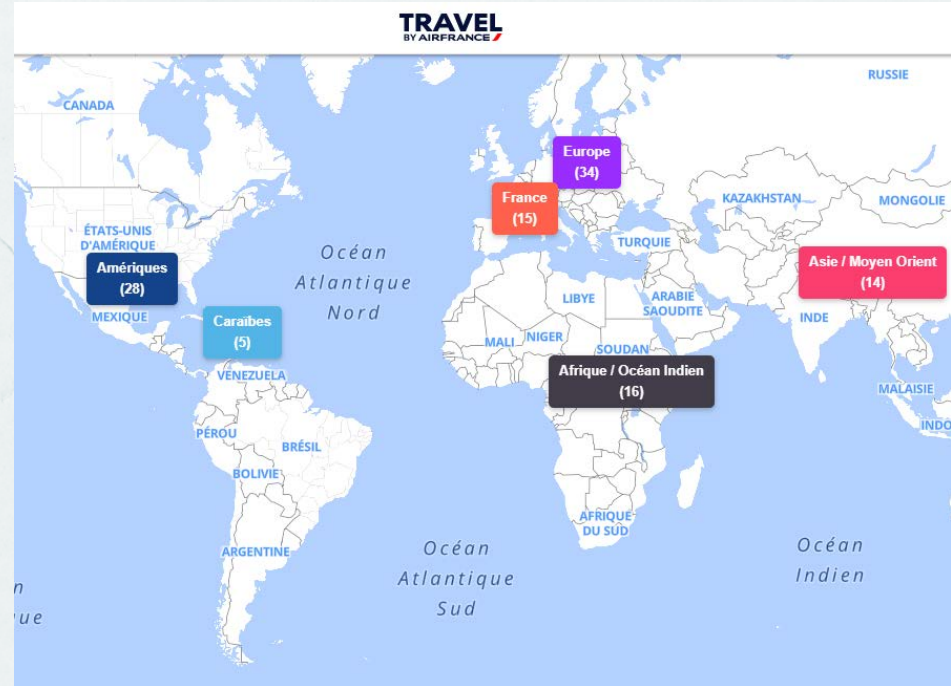 TRAVEL
BY AIRFRANCE
RUSSIE
CANADA
Europe
(34)
France
(15)
KAZAKHSTAN
MONGOLIE
ÉTATS-UNIS
D'AMÉRIQUE
TURQUIE
Océan
Atlantique
Nord
Amériques
(28)
Asie / Moyen Orient
(14)
LIBYE
ARABIE
SAOUDITE
MEXIQUE
INDE
Caraïbes
(5)
MALI
NIGER
SOUDAN
Afrique / Océan Indien
(16)
VENEZUELA
MALAISIE
INDO
PÉROU
BRÉSIL
BOLIVIE
AFRIQUE
DU SUD
ARGENTINE
Océan
Atlantique
Sud
Océan
Indien
n
ue